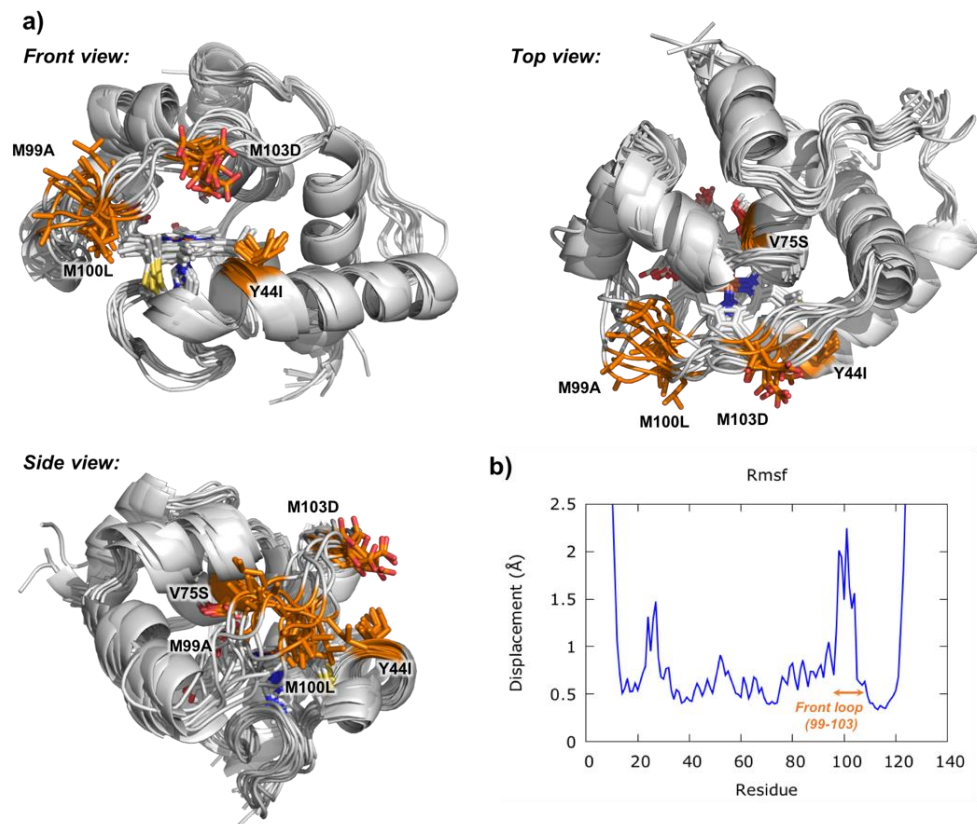 a)
Front view:
M99A
M103D
M100L
Y44I
Top view:
V75S
M99A
M100L
M103D
Y44I
Side view:
M103D
V75S
M99A
M100L
Y44I
b)
Rmsf
Displacement (Å)
2.5
2
1.5
1
0.5
0
Front loop
(99-103)
0 20 40 60 80 100 120 140
Residue